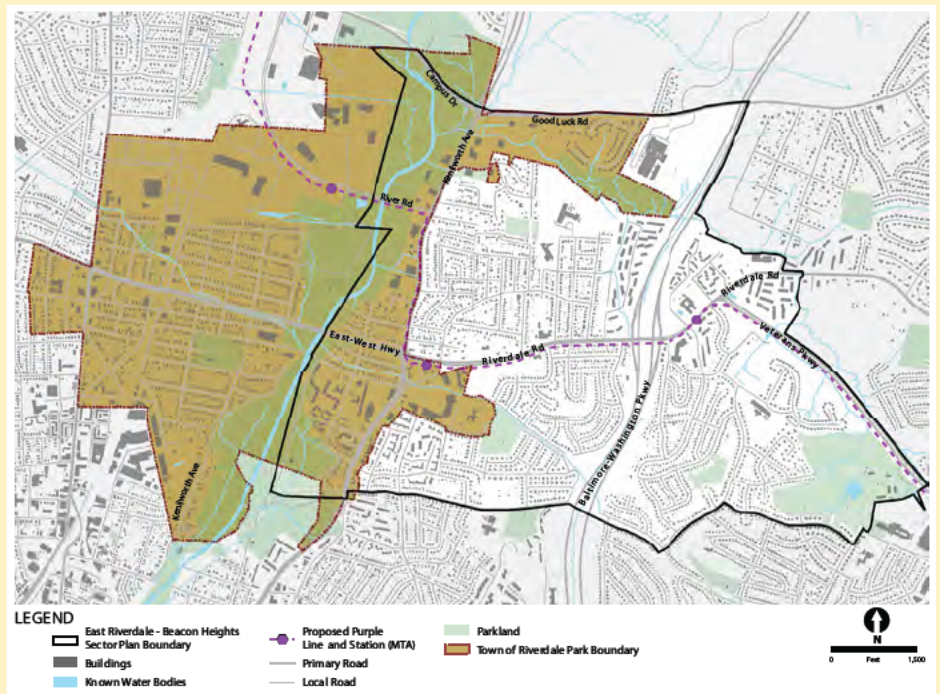 Campus Dr
Good Luck Rd
Kenilworth Ave
River Rd
Riverdale Rd
East-West Hwy
Riverdale Rd
Veterans Pkwy
Baltimore-Washington Pkwy
Kenilworth Ave
LEGEND
East Riverdale - Beacon Heights
Sector Plan Boundary
Buildings
Known Water Bodies
Proposed Purple
Line and Station (MTA)
Primary Road
Local Road
Parkland
Town of Riverdale Park Boundary
N
0 Feet 1,500